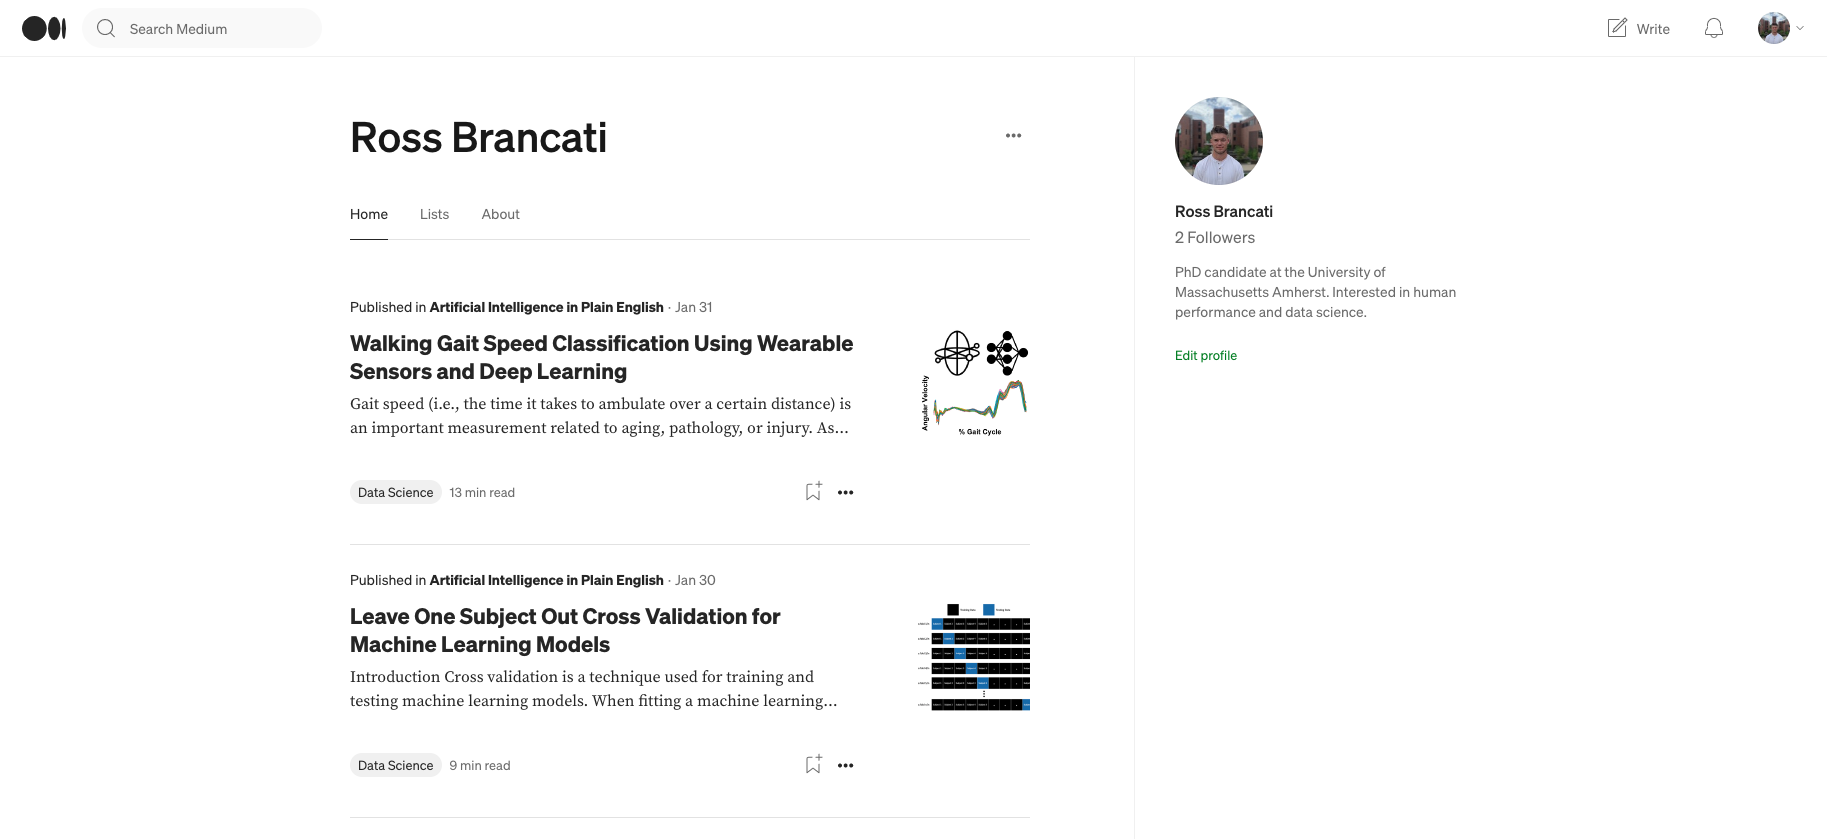 Search Medium
Write
Ross Brancati
Home
Lists
About
Published in Artificial Intelligence in Plain English · Jan 31
Walking Gait Speed Classification Using Wearable
Sensors and Deep Learning
Gait speed (i.e., the time it takes to ambulate over a certain distance) is
an important measurement related to aging, pathology, or injury. As…
Angular Velocity
% Gait Cycle
Data Science
13 min read
Published in Artificial Intelligence in Plain English · Jan 30
Leave One Subject Out Cross Validation for
Machine Learning Models
Introduction Cross validation is a technique used for training and
testing machine learning models. When fitting a machine learning…
Data Science
9 min read
Ross Brancati
2 Followers
PhD candidate at the University of
Massachusetts Amherst. Interested in human
performance and data science.
Edit profile